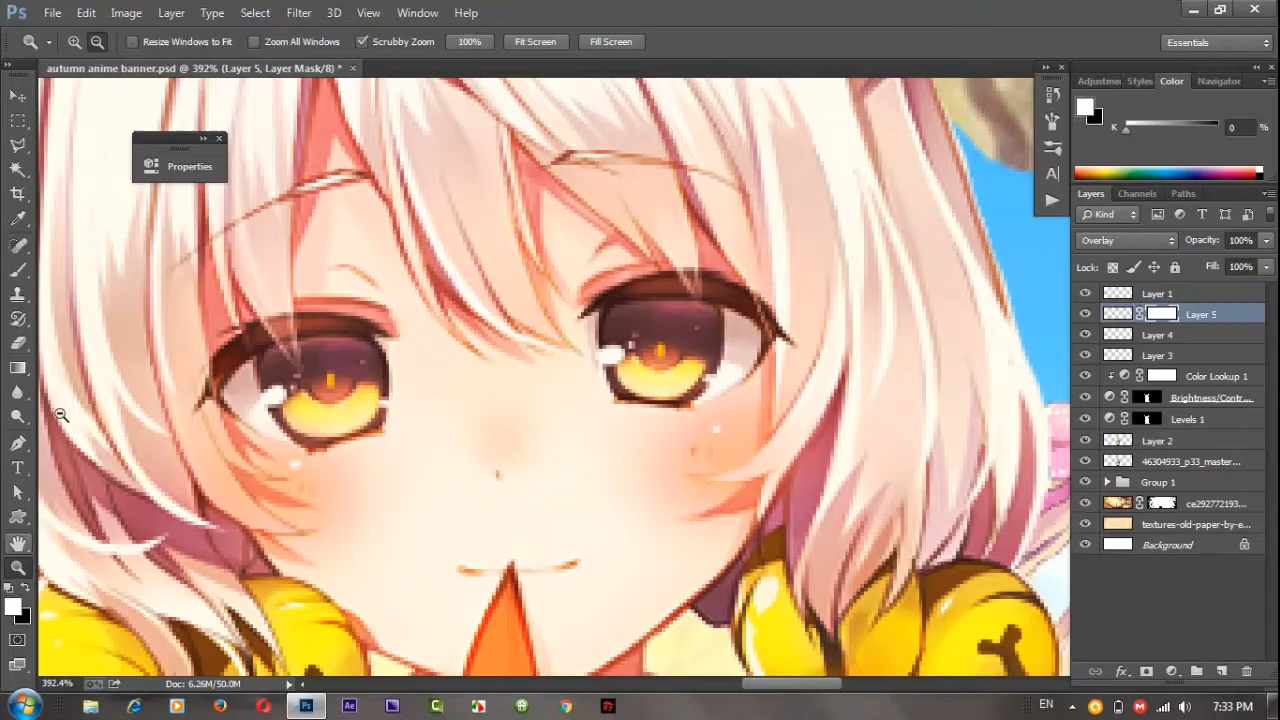 Ps File Edit Image Layer Type Select Filter 3D View Window Help
Resize Windows to Fit Zoom All Windows Scrubby Zoom 100% Fit Screen Fill Screen Essentials
autumn anime banner.psd @ 392% (Layer 5, Layer Mask/8) *
Adjustmer Styles Color Navigator
K 0 %
Properties
Layers Channels Paths
Kind
Overlay Opacity: 100%
Lock: Fill: 100%
Layer 1
Layer 5
Layer 4
Layer 3
Color Lookup 1
Brightness/Contr...
Levels 1
Layer 2
46304933_p33_master...
Group 1
ce292772193...
textures-old-paper-by-e...
Background
392.4% Doc: 6.26M/50.0M
fx
Ps Ae EN 7:33 PM